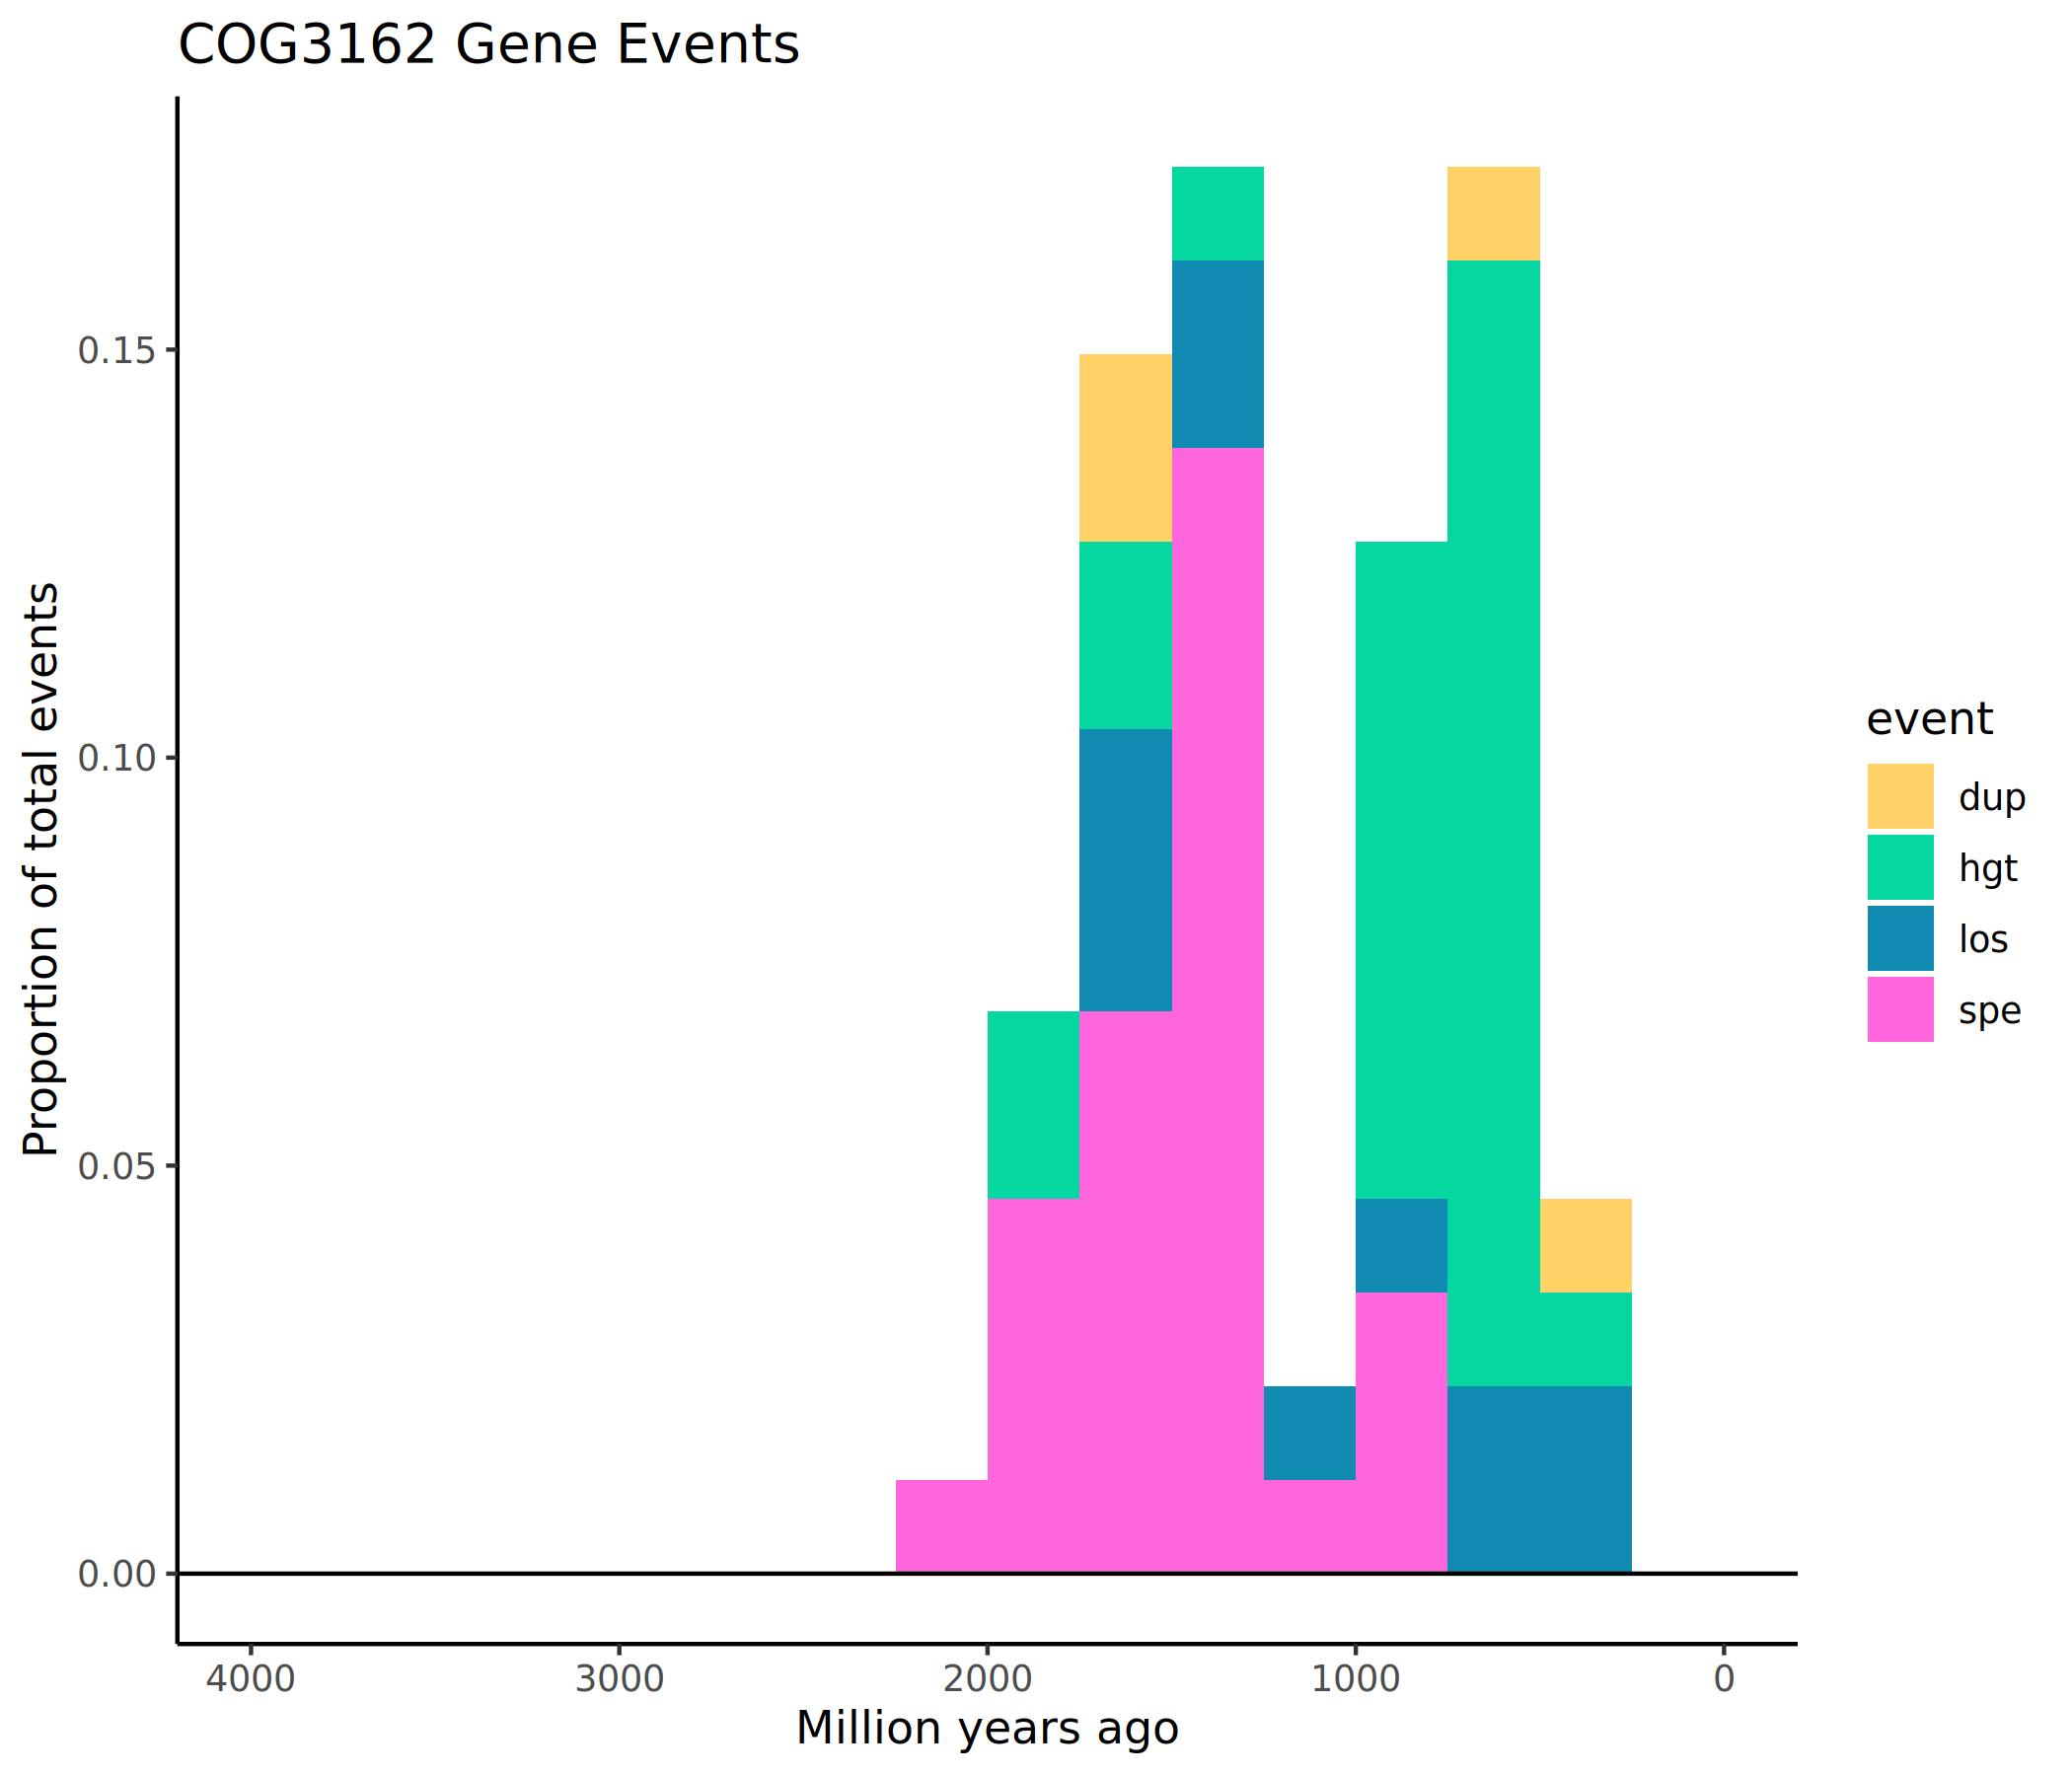 COG3162 Gene Events
Proportion of total events
0.15
0.10
0.05
0.00
4000 3000 2000 1000 0
Million years ago
event
dup
hgt
los
spe